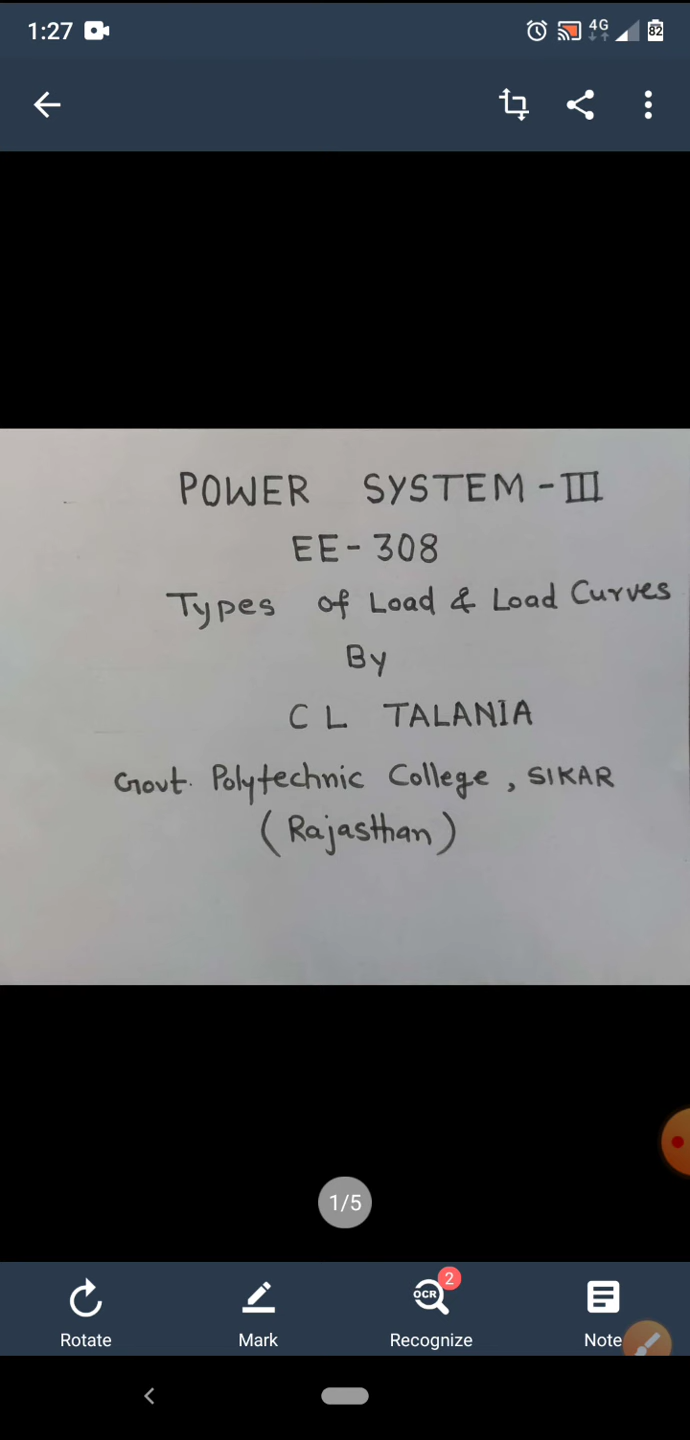 1:27
4G
82
POWER SYSTEM-III
EE-308
Types of Load & Load Curves
By
C L TALANIA
Govt. Polytechnic College, SIKAR
(Rajasthan)
1/5
OCR
2
Rotate
Mark
Recognize
Note